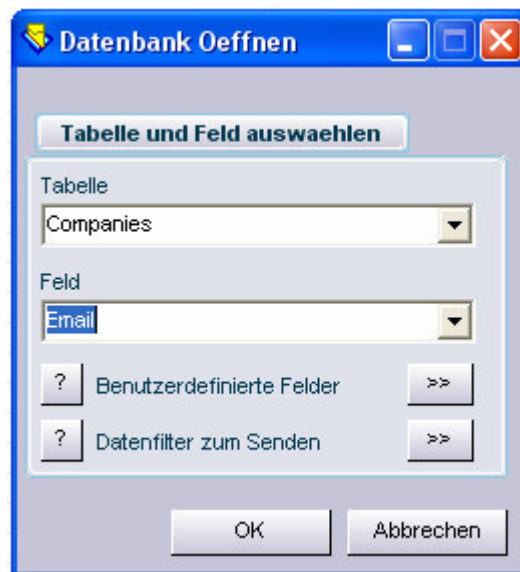 Datenbank Oeffnen
Tabelle und Feld auswaehlen
Tabelle
Companies
Feld
Email
? Benutzerdefinierte Felder >>
? Datenfilter zum Senden >>
OK Abbrechen